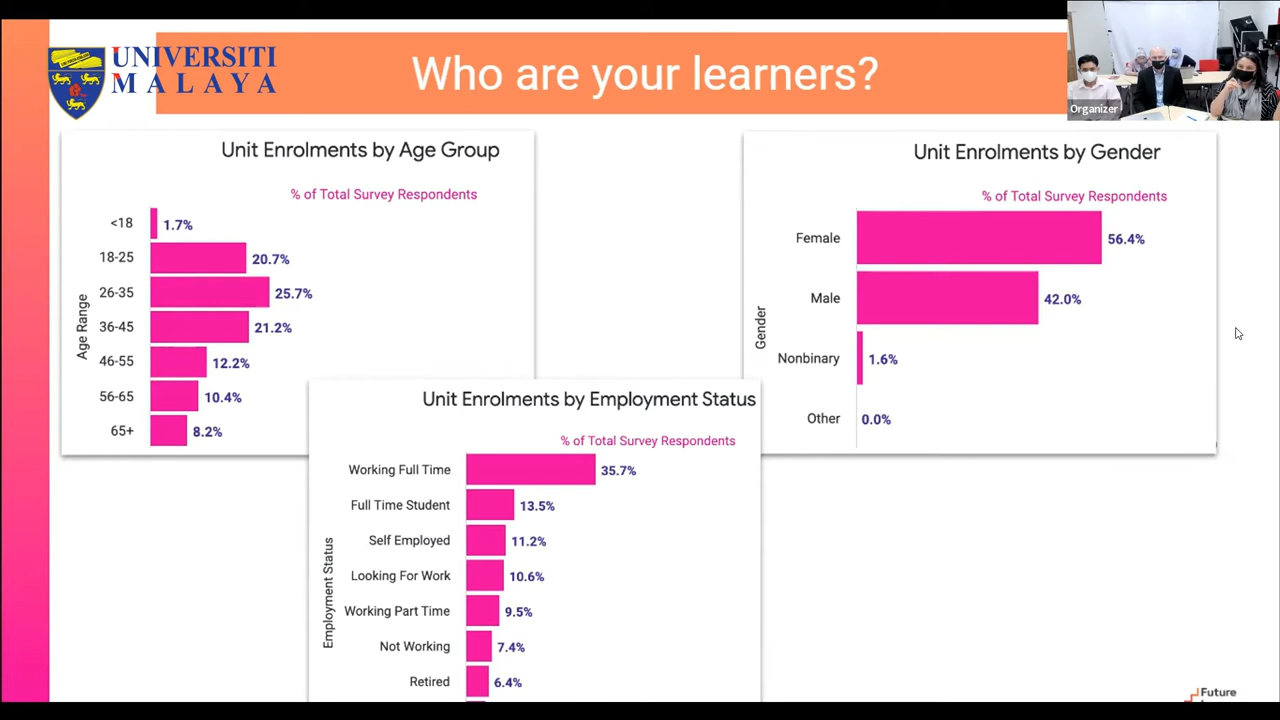 UNIVERSITI
MALAYA
Who are your learners?
Organizer
Unit Enrolments by Age Group
% of Total Survey Respondents
Age Range
<18 1.7%
18-25 20.7%
26-35 25.7%
36-45 21.2%
46-55 12.2%
56-65 10.4%
65+ 8.2%
Unit Enrolments by Gender
% of Total Survey Respondents
Gender
Female 56.4%
Male 42.0%
Nonbinary 1.6%
Other 0.0%
Unit Enrolments by Employment Status
% of Total Survey Respondents
Employment Status
Working Full Time 35.7%
Full Time Student 13.5%
Self Employed 11.2%
Looking For Work 10.6%
Working Part Time 9.5%
Not Working 7.4%
Retired 6.4%
Future